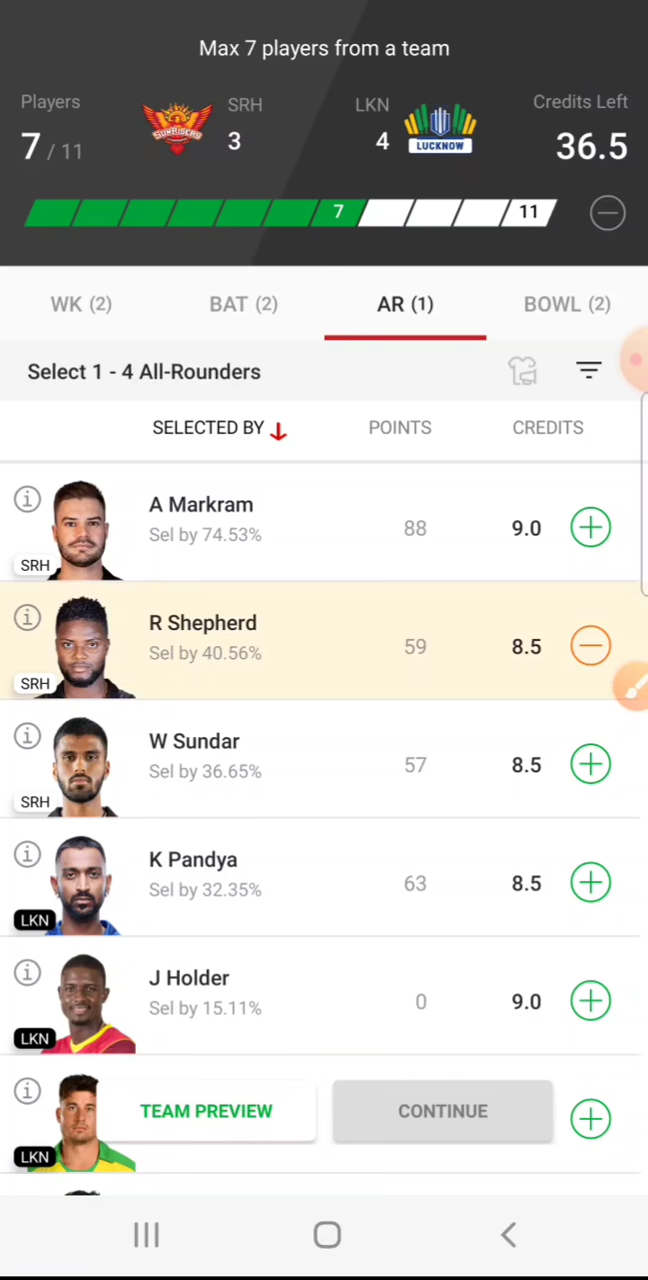 Max 7 players from a team
Players SRH LKN Credits Left
7 / 11 3 4 36.5
SUNRISERS LUCKNOW
7 11
WK (2) BAT (2) AR (1) BOWL (2)
Select 1 - 4 All-Rounders
SELECTED BY ↓ POINTS CREDITS
A Markram
Sel by 74.53% 88 9.0
SRH
R Shepherd
Sel by 40.56% 59 8.5
SRH
W Sundar
Sel by 36.65% 57 8.5
SRH
K Pandya
Sel by 32.35% 63 8.5
LKN
J Holder
Sel by 15.11% 0 9.0
LKN
TEAM PREVIEW CONTINUE
LKN